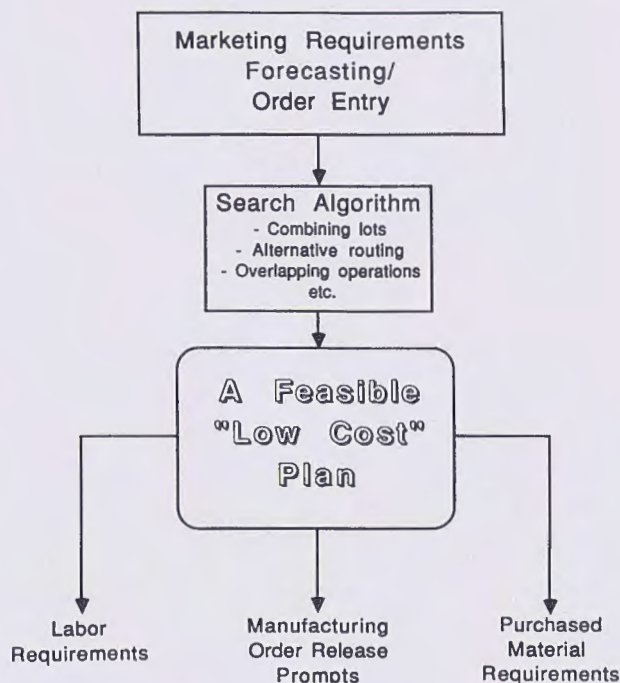 Marketing Requirements
Forecasting/
Order Entry
Search Algorithm
- Combining lots
- Alternative routing
- Overlapping operations
etc.
A Feasible
"Low Cost"
Plan
Labor
Requirements
Manufacturing
Order Release
Prompts
Purchased
Material
Requirements